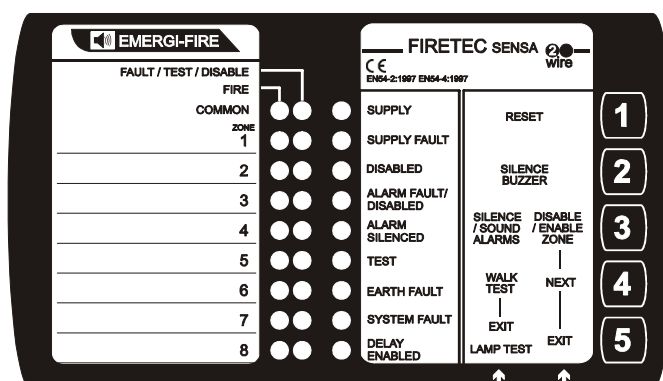 EMERGI-FIRE
FAULT / TEST / DISABLE
FIRE
COMMON
ZONE
1
2
3
4
5
6
7
8
FIRETEC SENSA 2 wire
CE
EN54-2:1997 EN54-4:1997
SUPPLY
SUPPLY FAULT
DISABLED
ALARM FAULT/
DISABLED
ALARM
SILENCED
TEST
EARTH FAULT
SYSTEM FAULT
DELAY
ENABLED
RESET
SILENCE
BUZZER
SILENCE
/ SOUND
ALARMS
DISABLE
/ ENABLE
ZONE
WALK
TEST
NEXT
EXIT
EXIT
LAMP TEST
1
2
3
4
5